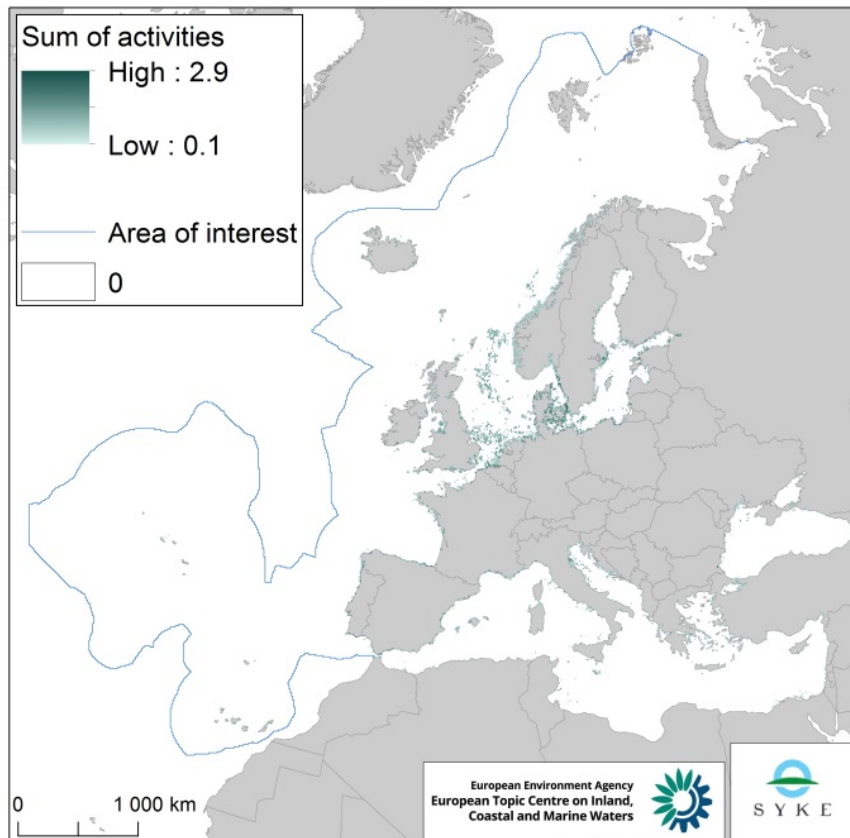 Sum of activities
High : 2.9
Low : 0.1
Area of interest
0
0
1 000 km
European Environment Agency
European Topic Centre on Inland,
Coastal and Marine Waters
SYKE